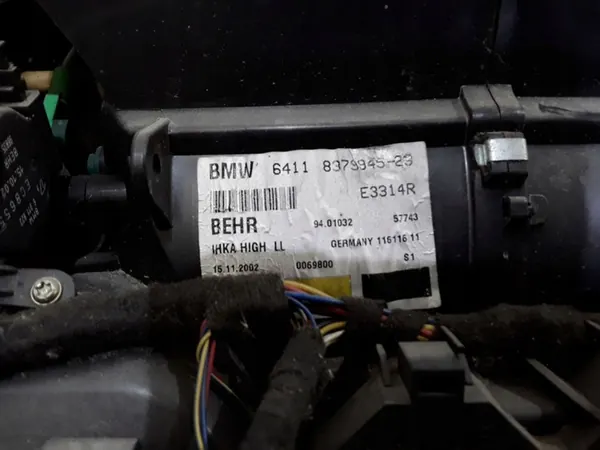 BMW 6411 8379945-23
E3314R
BEHR 94.01032 57743
IHKA HIGH LL GERMANY 116116 11
15.11.2002 0069800 S1